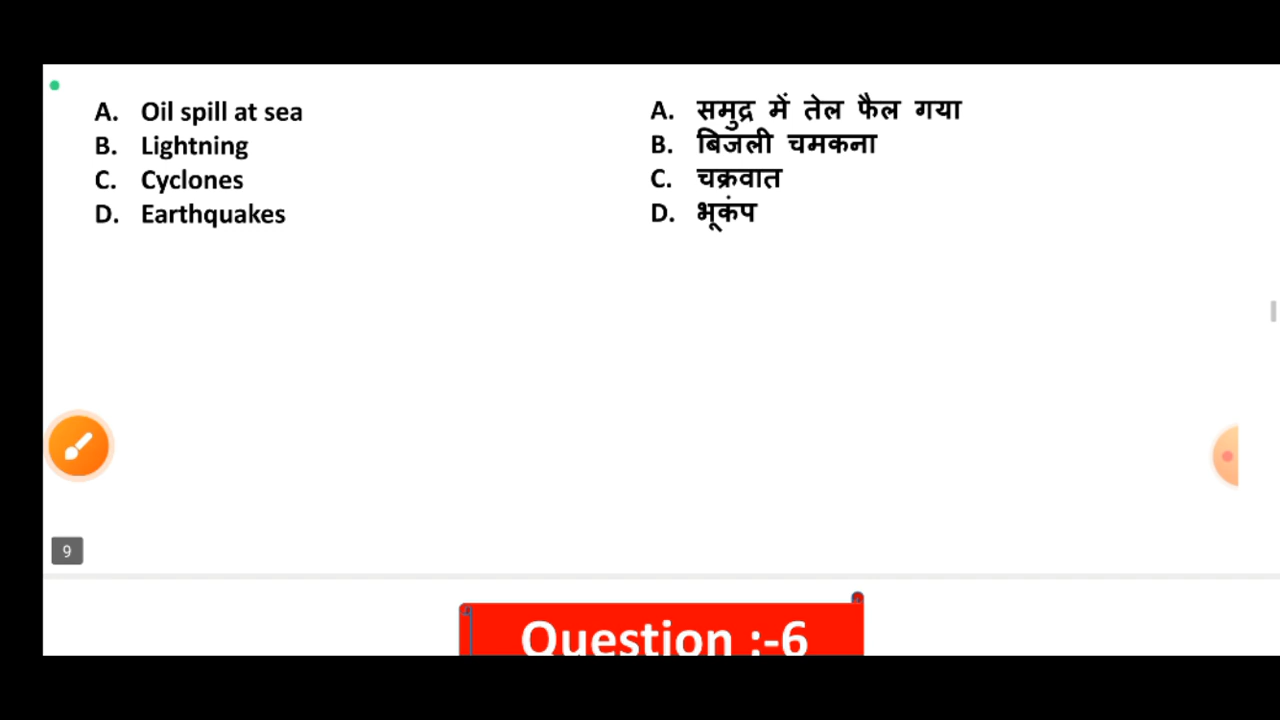 A. Oil spill at sea
B. Lightning
C. Cyclones
D. Earthquakes
A. समुद्र में तेल फैल गया
B. बिजली चमकना
C. चक्रवात
D. भूकंप
9
Question :-6